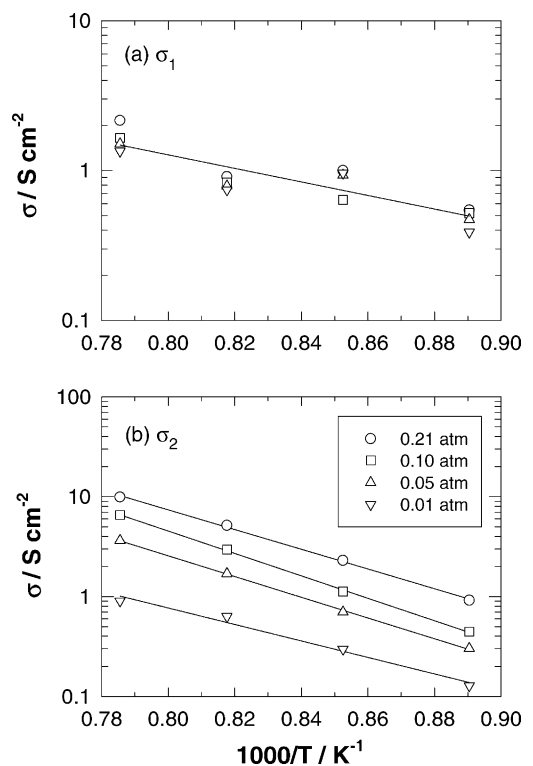 10
(a) σ1
1
0.1
σ / S cm-2
0.78 0.80 0.82 0.84 0.86 0.88 0.90
100
(b) σ2
0.21 atm
0.10 atm
0.05 atm
0.01 atm
10
1
0.1
σ / S cm-2
0.78 0.80 0.82 0.84 0.86 0.88 0.90
1000/T / K-1